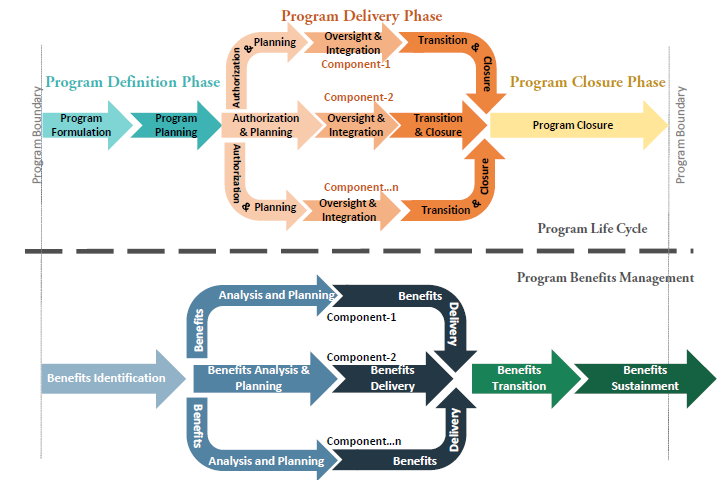 Program Delivery Phase
Authorization
&
Planning
Oversight &
Integration
Transition
&
Closure
Component-1
Program Definition Phase
Program Closure Phase
Program Boundary
Program
Formulation
Program
Planning
Component-2
Authorization
& Planning
Oversight &
Integration
Transition
& Closure
Program Closure
Program Boundary
Authorization
&
Planning
Component...n
Oversight &
Integration
Transition
&
Closure
Program Life Cycle
Program Benefits Management
Benefits
Analysis and Planning
Benefits
Delivery
Component-1
Benefits Identification
Component-2
Benefits Analysis &
Planning
Benefits
Delivery
Benefits
Transition
Benefits
Sustainment
Benefits
Analysis and Planning
Component...n
Benefits
Delivery